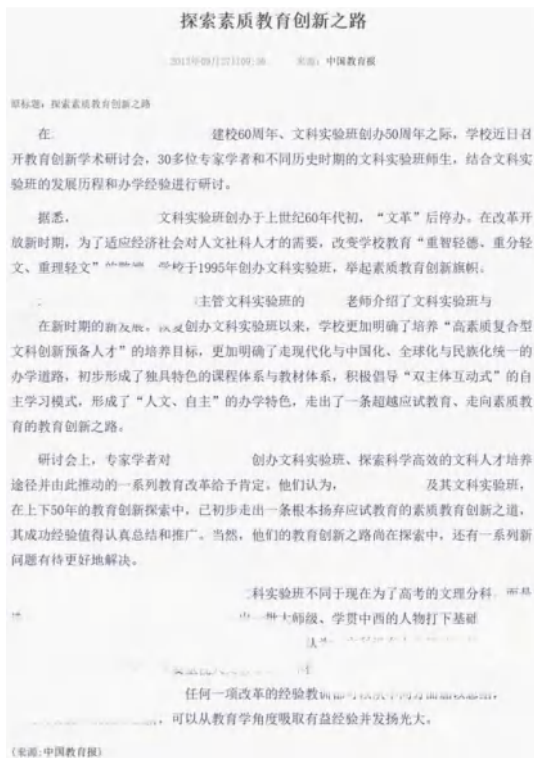 探索素质教育创新之路
来源：中国教育报
原标题：探索素质教育创新之路
在 建校60周年、文科实验班创办50周年之际，学校近日召
开教育创新学术研讨会，30多位专家学者和不同历史时期的文科实验班师生，结合文科实
验班的发展历程和办学经验进行研讨。
据悉， 文科实验班创办于上世纪60年代初，“文革”后停办。在改革开
放新时期，为了适应经济社会对人文社科人才的需要，改变学校教育“重智轻德、重分轻
文、重理轻文” 学校于1995年创办文科实验班，举起素质教育创新旗帜。
主管文科实验班的 老师介绍了文科实验班与
在新时期的新发展。恢复创办文科实验班以来，学校更加明确了培养“高素质复合型
文科创新预备人才”的培养目标，更加明确了走现代化与中国化、全球化与民族化统一的
办学道路，初步形成了独具特色的课程体系与教材体系，积极倡导“双主体互动式”的自
主学习模式，形成了“人文、自主”的办学特色，走出了一条超越应试教育、走向素质教
育的教育创新之路。
研讨会上，专家学者对 创办文科实验班、探索科学高效的文科人才培养
途径并由此推动的一系列教育改革给予肯定。他们认为， 及其文科实验班，
在上下50年的教育创新探索中，已初步走出一条根本扬弃应试教育的素质教育创新之道，
其成功经验值得认真总结和推广。当然，他们的教育创新之路尚在探索中，还有一系列新
问题有待更好地解决。
科实验班不同于现在为了高考的文理分科，而是
大师级、学贯中西的人物打下基础
任何一项改革的经验教训
，可以从教育学角度吸取有益经验并发扬光大。
（来源：中国教育报）